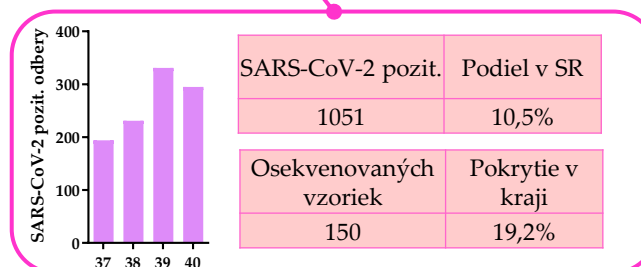 SARS-CoV-2 pozit. odbery
400
300
200
100
0
37 38 39 40
SARS-CoV-2 pozit. Podiel v SR
1051 10,5%
Osekvenovaných vzoriek Pokrytie v kraji
150 19,2%